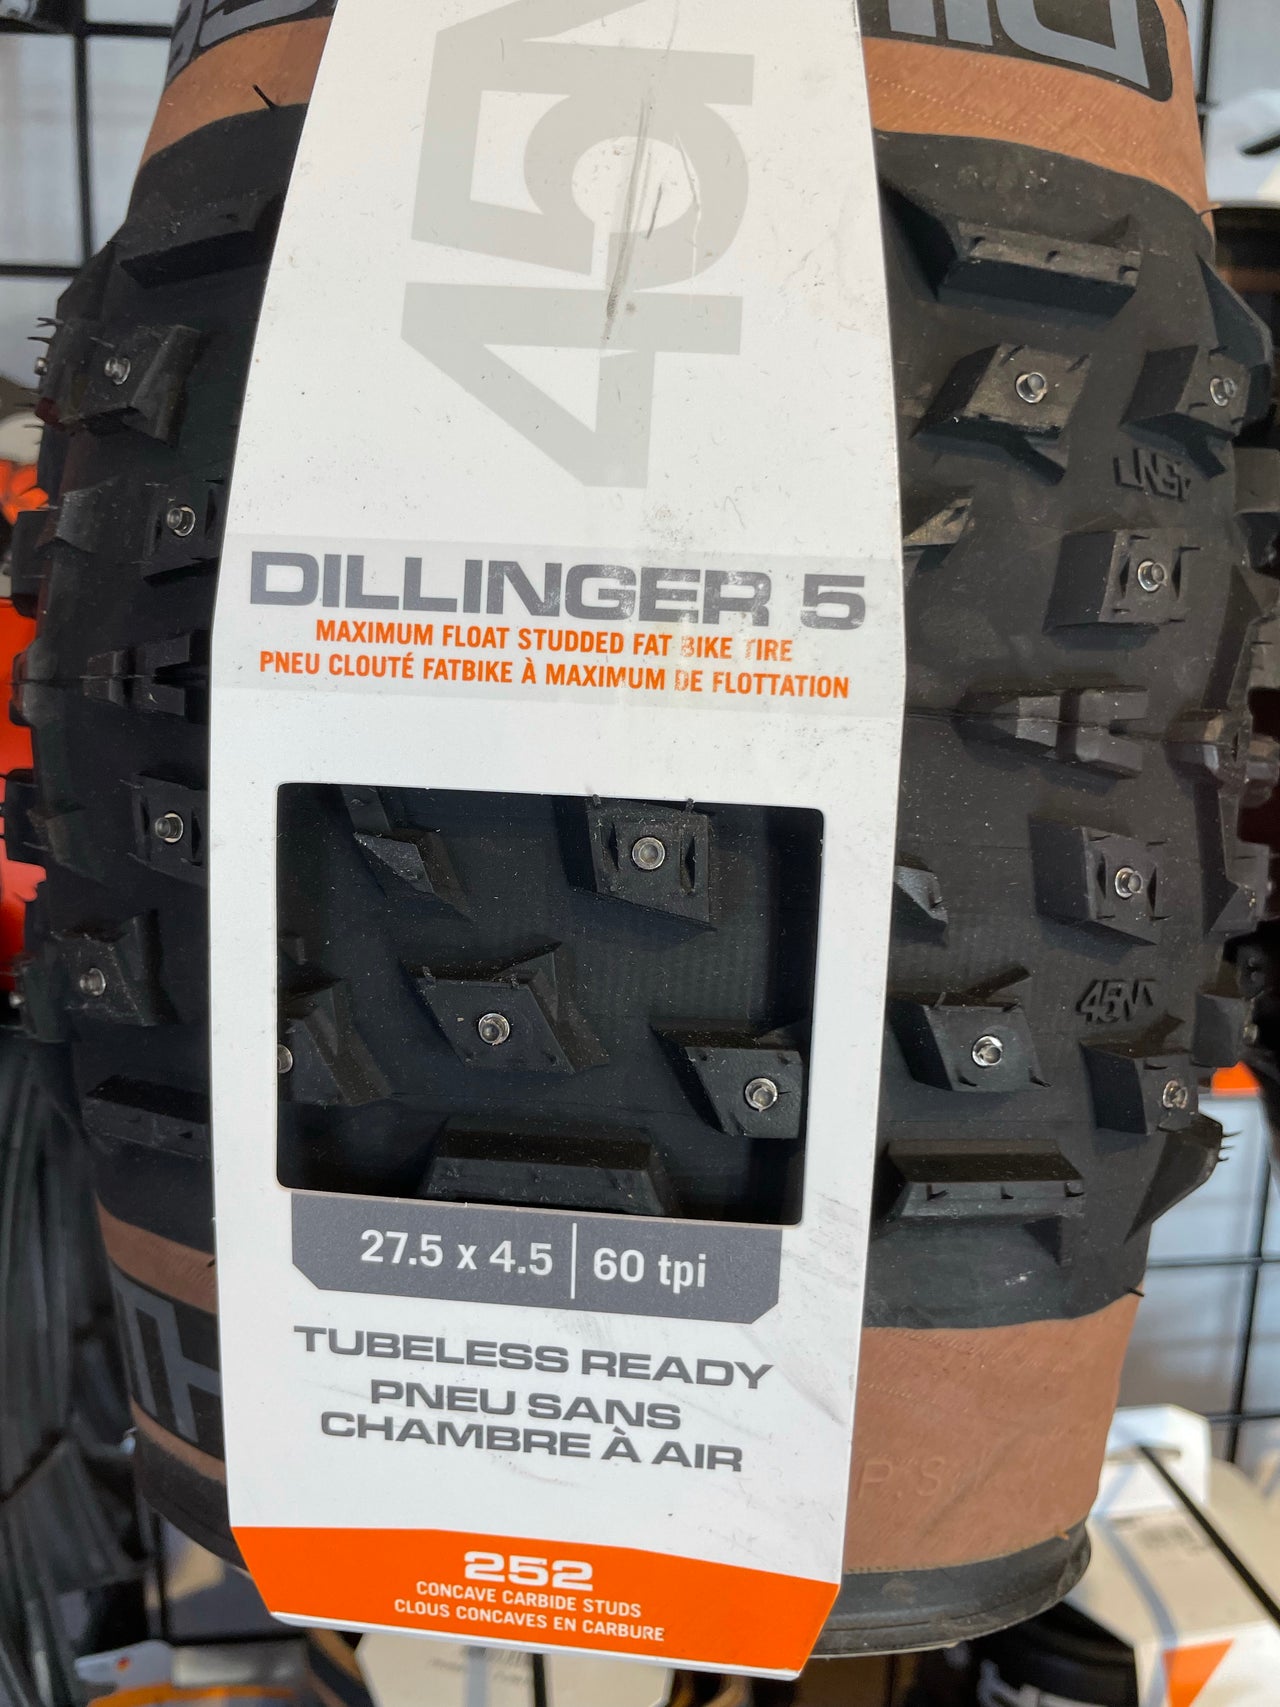 45N
DILLINGER 5
MAXIMUM FLOAT STUDDED FAT BIKE TIRE
PNEU CLOUTÉ FATBIKE À MAXIMUM DE FLOTTATION
27.5 x 4.5 | 60 tpi
TUBELESS READY
PNEU SANS
CHAMBRE À AIR
252
CONCAVE CARBIDE STUDS
CLOUS CONCAVES EN CARBURE
45N
P.S.